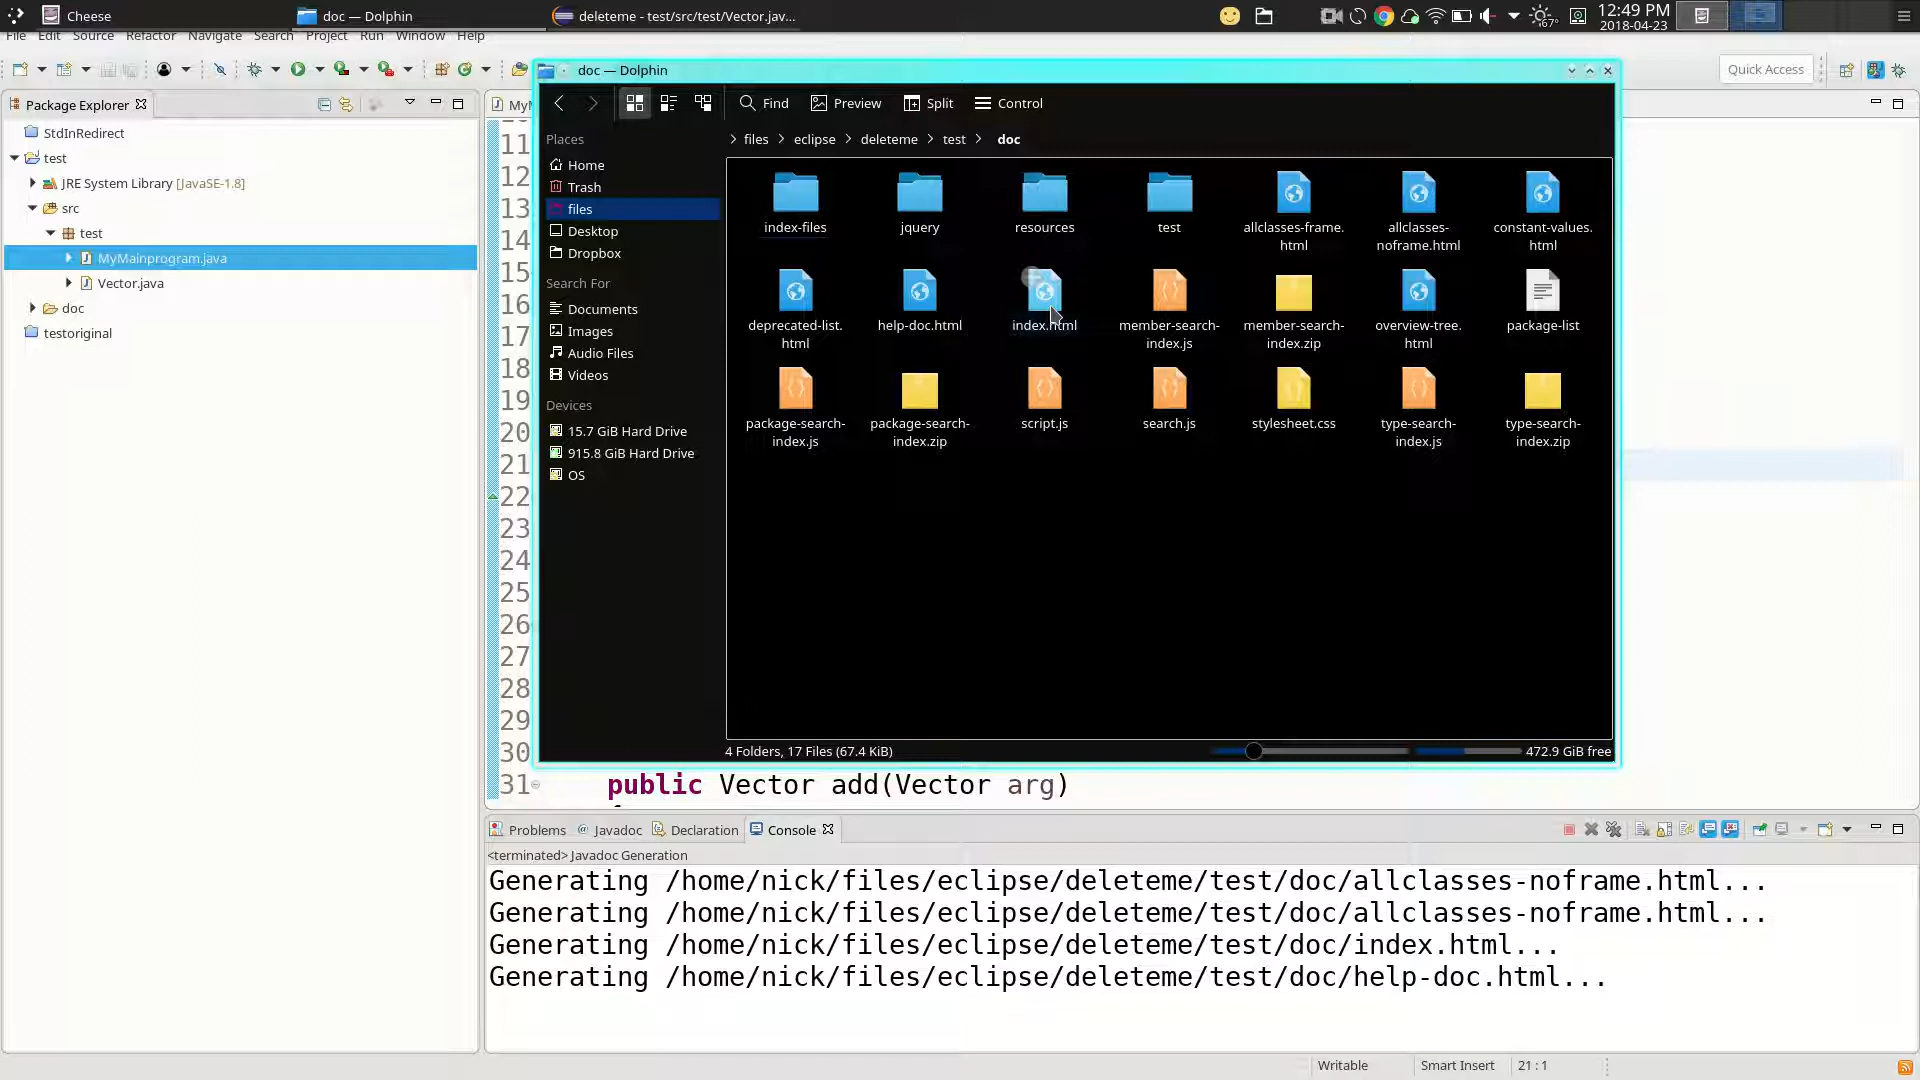 Cheese
doc — Dolphin
deleteme - test/src/test/Vector.jav...
67°
12:49 PM
2018-04-23
File Edit Source Refactor Navigate Search Project Run Window Help
Quick Access
Package Explorer
StdInRedirect
test
JRE System Library [JavaSE-1.8]
src
test
MyMainprogram.java
Vector.java
doc
testoriginal
doc — Dolphin
Find Preview Split Control
files eclipse deleteme test doc
Places
Home
Trash
files
Desktop
Dropbox
Search For
Documents
Images
Audio Files
Videos
Devices
15.7 GiB Hard Drive
915.8 GiB Hard Drive
OS
index-files
jquery
resources
test
allclasses-frame.
html
allclasses-
noframe.html
constant-values.
html
deprecated-list.
html
help-doc.html
index.html
member-search-
index.js
member-search-
index.zip
overview-tree.
html
package-list
package-search-
index.js
package-search-
index.zip
script.js
search.js
stylesheet.css
type-search-
index.js
type-search-
index.zip
4 Folders, 17 Files (67.4 KiB)
472.9 GiB free
11
12
13
14
15
16
17
18
19
20
21
22
23
24
25
26
27
28
29
30
31 public Vector add(Vector arg)
Problems Javadoc Declaration Console
<terminated> Javadoc Generation
Generating /home/nick/files/eclipse/deleteme/test/doc/allclasses-noframe.html...
Generating /home/nick/files/eclipse/deleteme/test/doc/allclasses-noframe.html...
Generating /home/nick/files/eclipse/deleteme/test/doc/index.html...
Generating /home/nick/files/eclipse/deleteme/test/doc/help-doc.html...
Writable Smart Insert 21 : 1